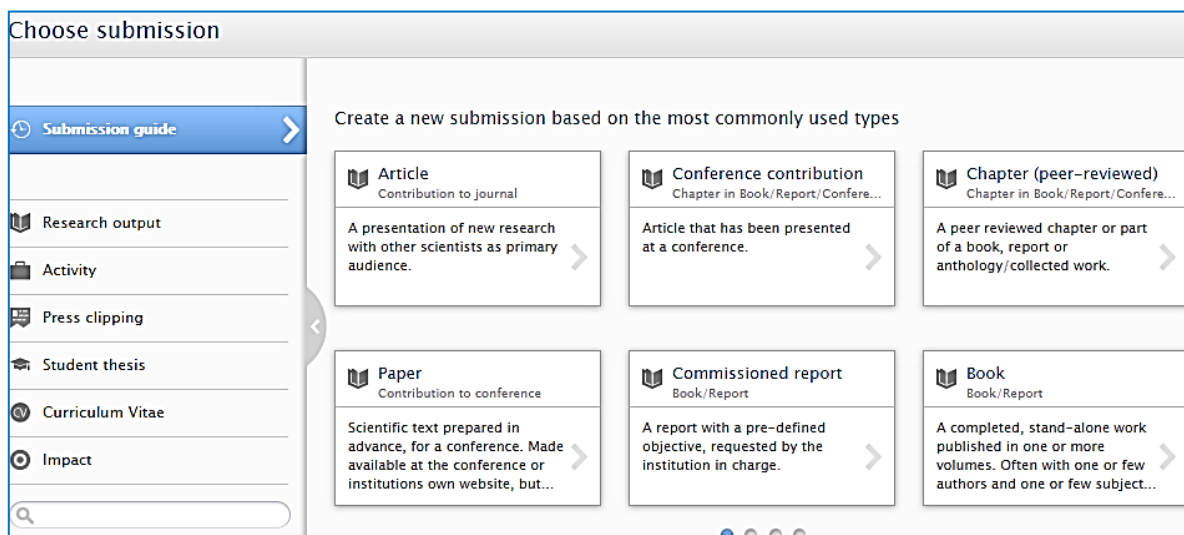 Choose submission
Submission guide
Research output
Activity
Press clipping
Student thesis
CV Curriculum Vitae
Impact
Create a new submission based on the most commonly used types
Article
Contribution to journal
A presentation of new research
with other scientists as primary
audience.
Conference contribution
Chapter in Book/Report/Confere...
Article that has been presented
at a conference.
Chapter (peer-reviewed)
Chapter in Book/Report/Confere...
A peer reviewed chapter or part
of a book, report or
anthology/collected work.
Paper
Contribution to conference
Scientific text prepared in
advance, for a conference. Made
available at the conference or
institutions own website, but...
Commissioned report
Book/Report
A report with a pre-defined
objective, requested by the
institution in charge.
Book
Book/Report
A completed, stand-alone work
published in one or more
volumes. Often with one or few
authors and one or few subject...